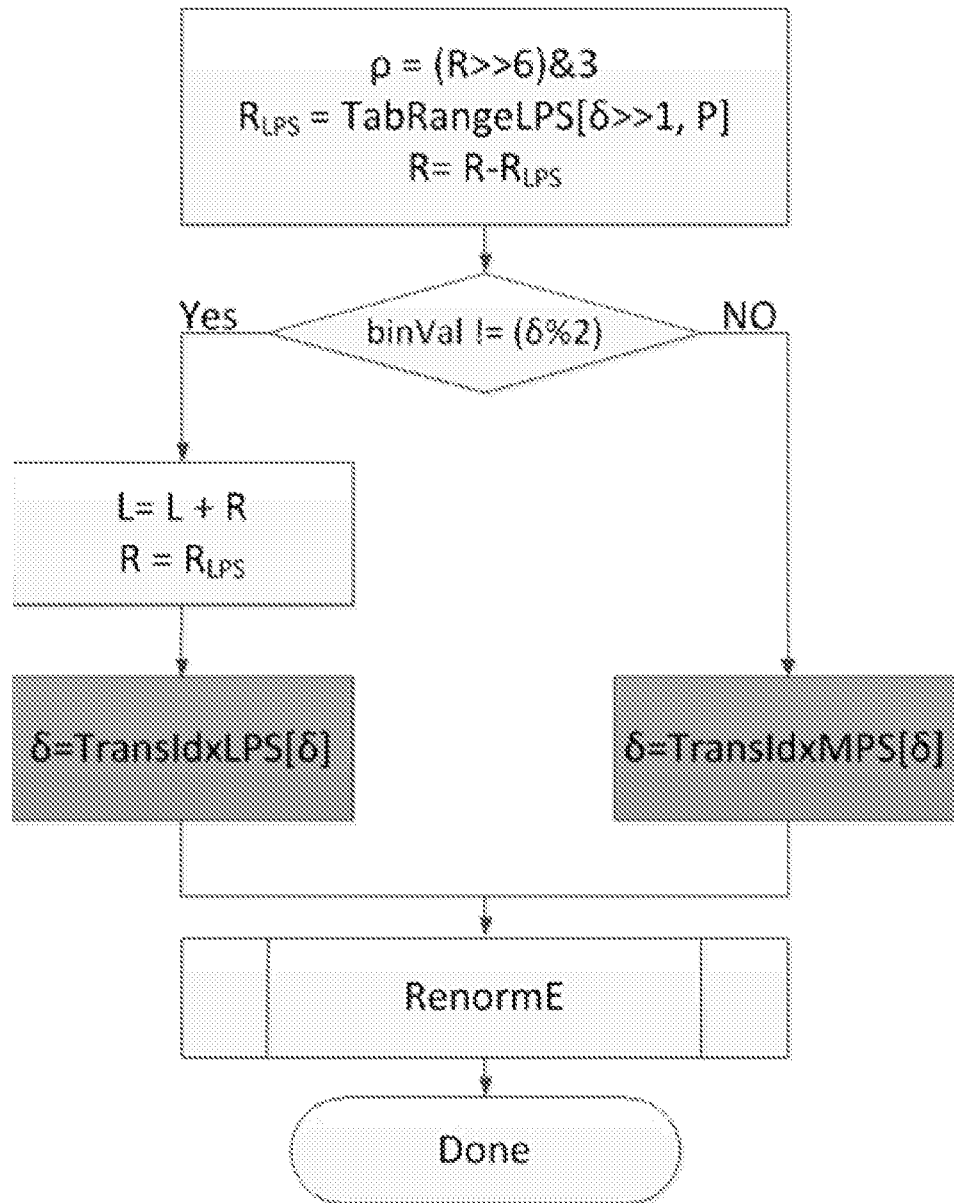 ρ = (R>>6)&3
R_LPS = TabRangeLPS[δ>>1, P]
R= R-R_LPS
Yes
binVal != (δ%2)
NO
L= L + R
R = R_LPS
δ=TransIdxLPS[δ]
δ=TransIdxMPS[δ]
RenormE
Done